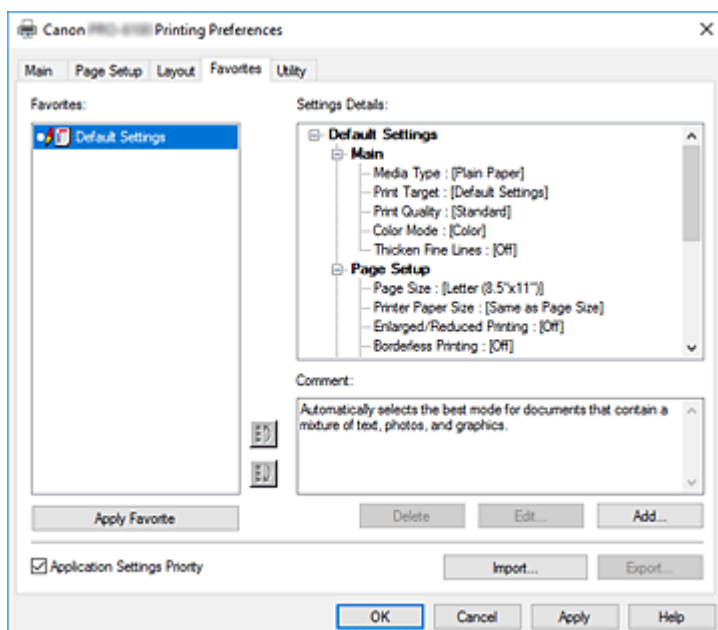 Canon Printing Preferences
Main Page Setup Layout Favorites Utility
Favorites:
Default Settings
Apply Favorite
Settings Details:
Default Settings
Main
Media Type : [Plain Paper]
Print Target : [Default Settings]
Print Quality : [Standard]
Color Mode : [Color]
Thicken Fine Lines : [Off]
Page Setup
Page Size : [Letter (8.5"x11")]
Printer Paper Size : [Same as Page Size]
Enlarged/Reduced Printing : [Off]
Borderless Printing : [Off]
Comment:
Automatically selects the best mode for documents that contain a
mixture of text, photos, and graphics.
Delete Edit... Add...
Application Settings Priority
Import... Export...
OK Cancel Apply Help